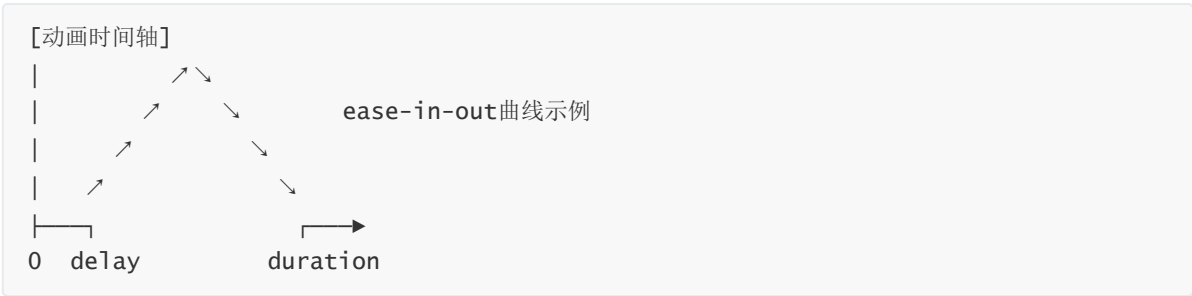 [动画时间轴]
|          ↗↘
|        ↗    ↘       ease-in-out曲线示例
|      ↗        ↘
|    ↗            ↘
├───┐              ┌───►
0  delay         duration